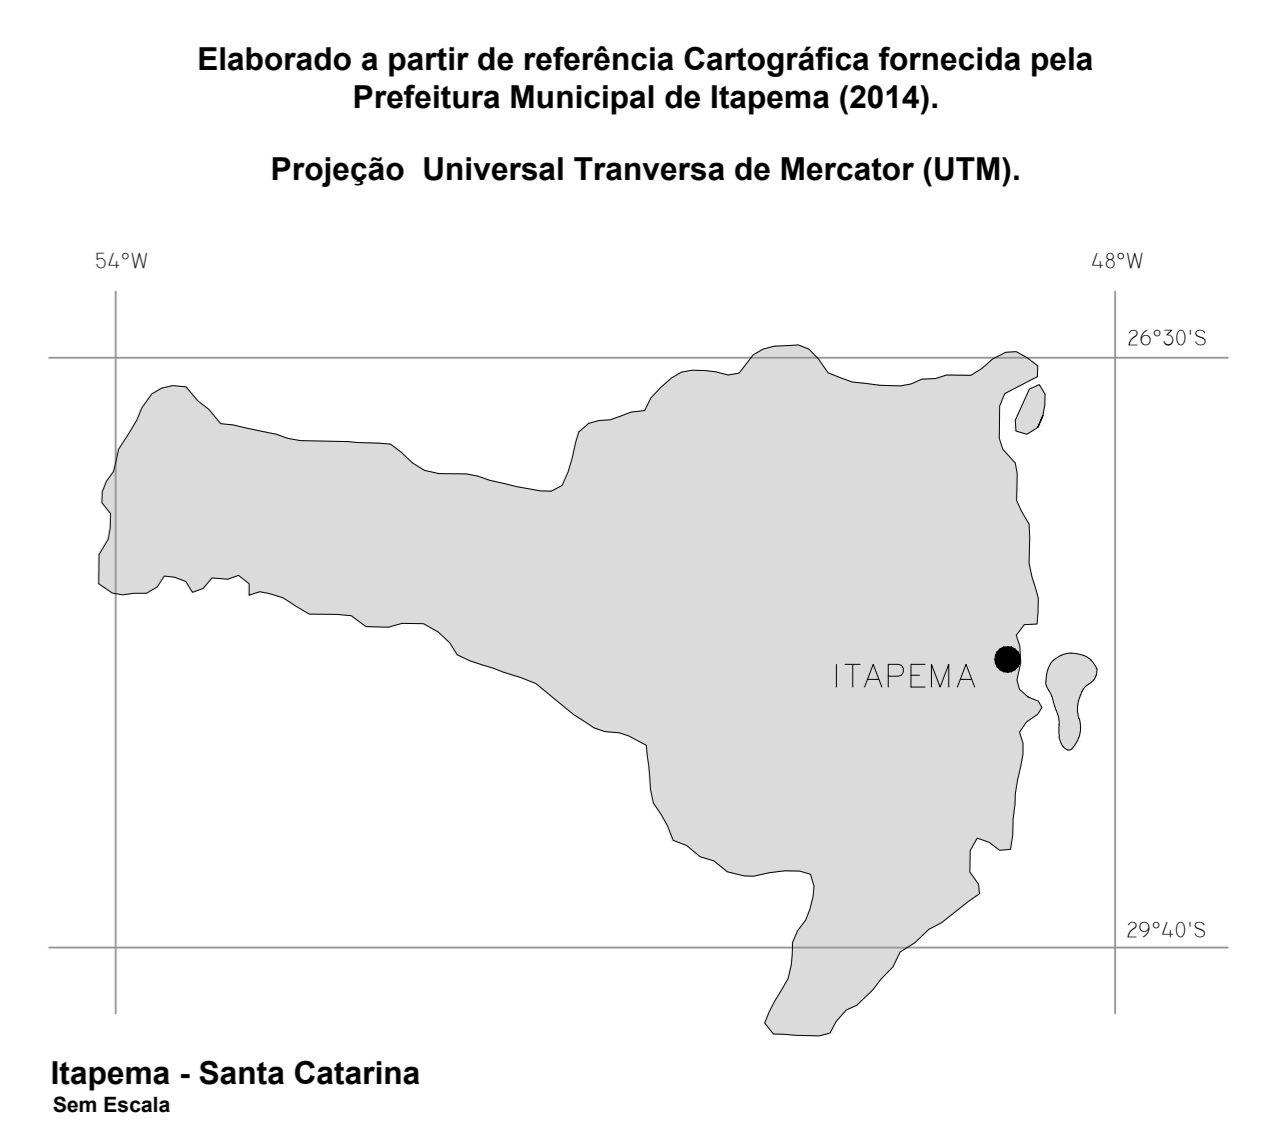 Elaborado a partir de referência Cartográfica fornecida pela
Prefeitura Municipal de Itapema (2014).
Projeção  Universal Tranversa de Mercator (UTM).
54°W
48°W
26°30'S
ITAPEMA
29°40'S
Itapema - Santa Catarina
Sem Escala